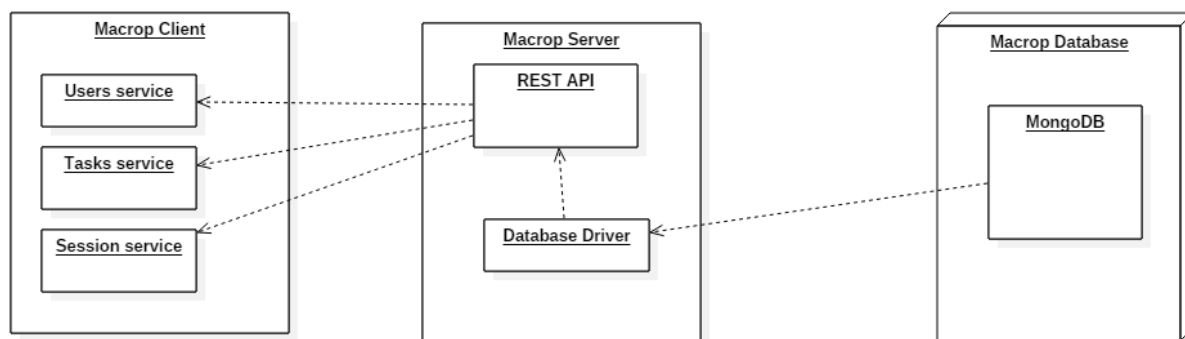 Macrop Client
Users service
Tasks service
Session service
Macrop Server
REST API
Database Driver
Macrop Database
MongoDB